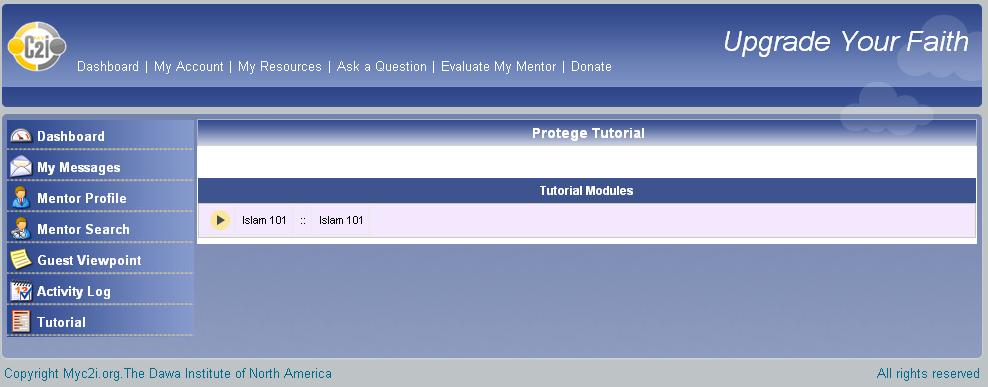 C2i
Upgrade Your Faith
Dashboard | My Account | My Resources | Ask a Question | Evaluate My Mentor | Donate
Dashboard
My Messages
Mentor Profile
Mentor Search
Guest Viewpoint
Activity Log
Tutorial
Protege Tutorial
Tutorial Modules
Islam 101 :: Islam 101
Copyright Myc2i.org.The Dawa Institute of North America
All rights reserved